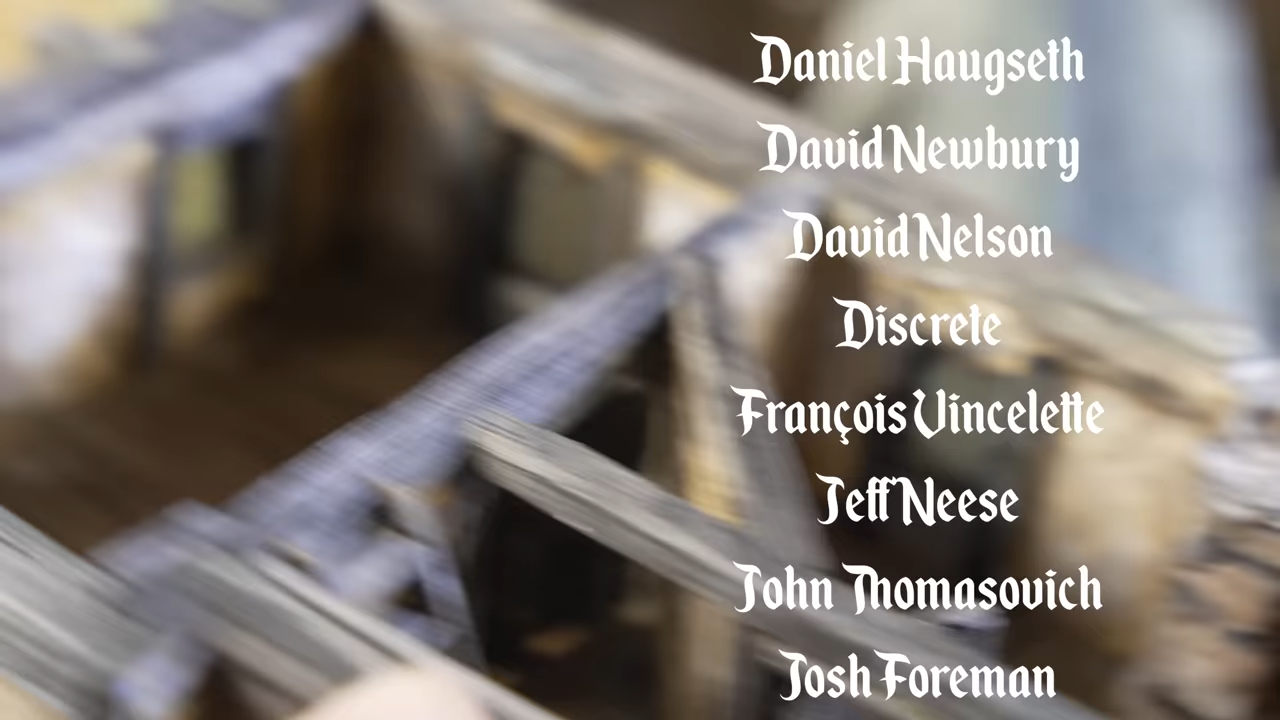 Daniel Haugseth
David Newbury
David Nelson
Discrete
François Vincelette
Jeff Neese
John Thomasovich
Josh Foreman